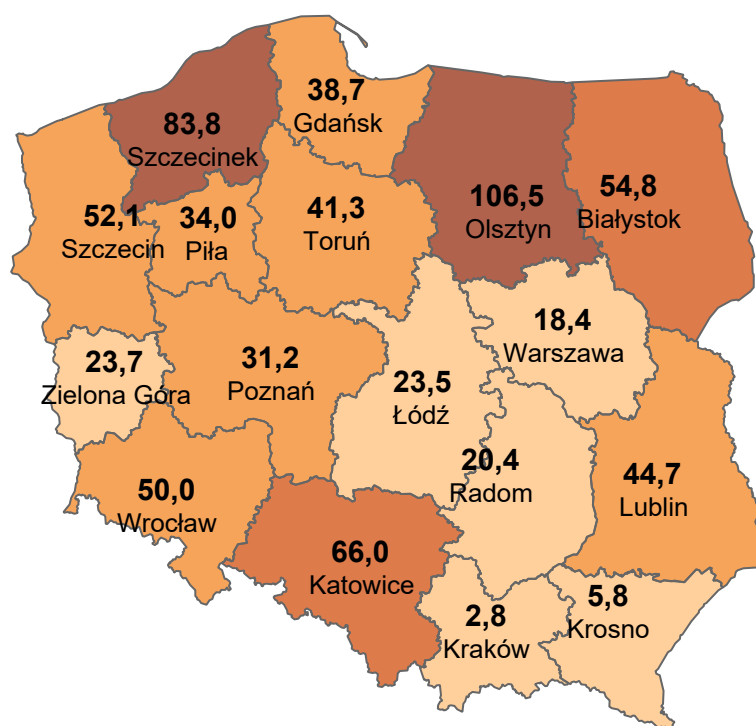 38,7
Gdańsk
83,8
Szczecinek
106,5
Olsztyn
54,8
Białystok
52,1
Szczecin
34,0
Piła
41,3
Toruń
18,4
Warszawa
23,7
Zielona Góra
31,2
Poznań
23,5
Łódź
20,4
Radom
44,7
Lublin
50,0
Wrocław
66,0
Katowice
2,8
Kraków
5,8
Krosno